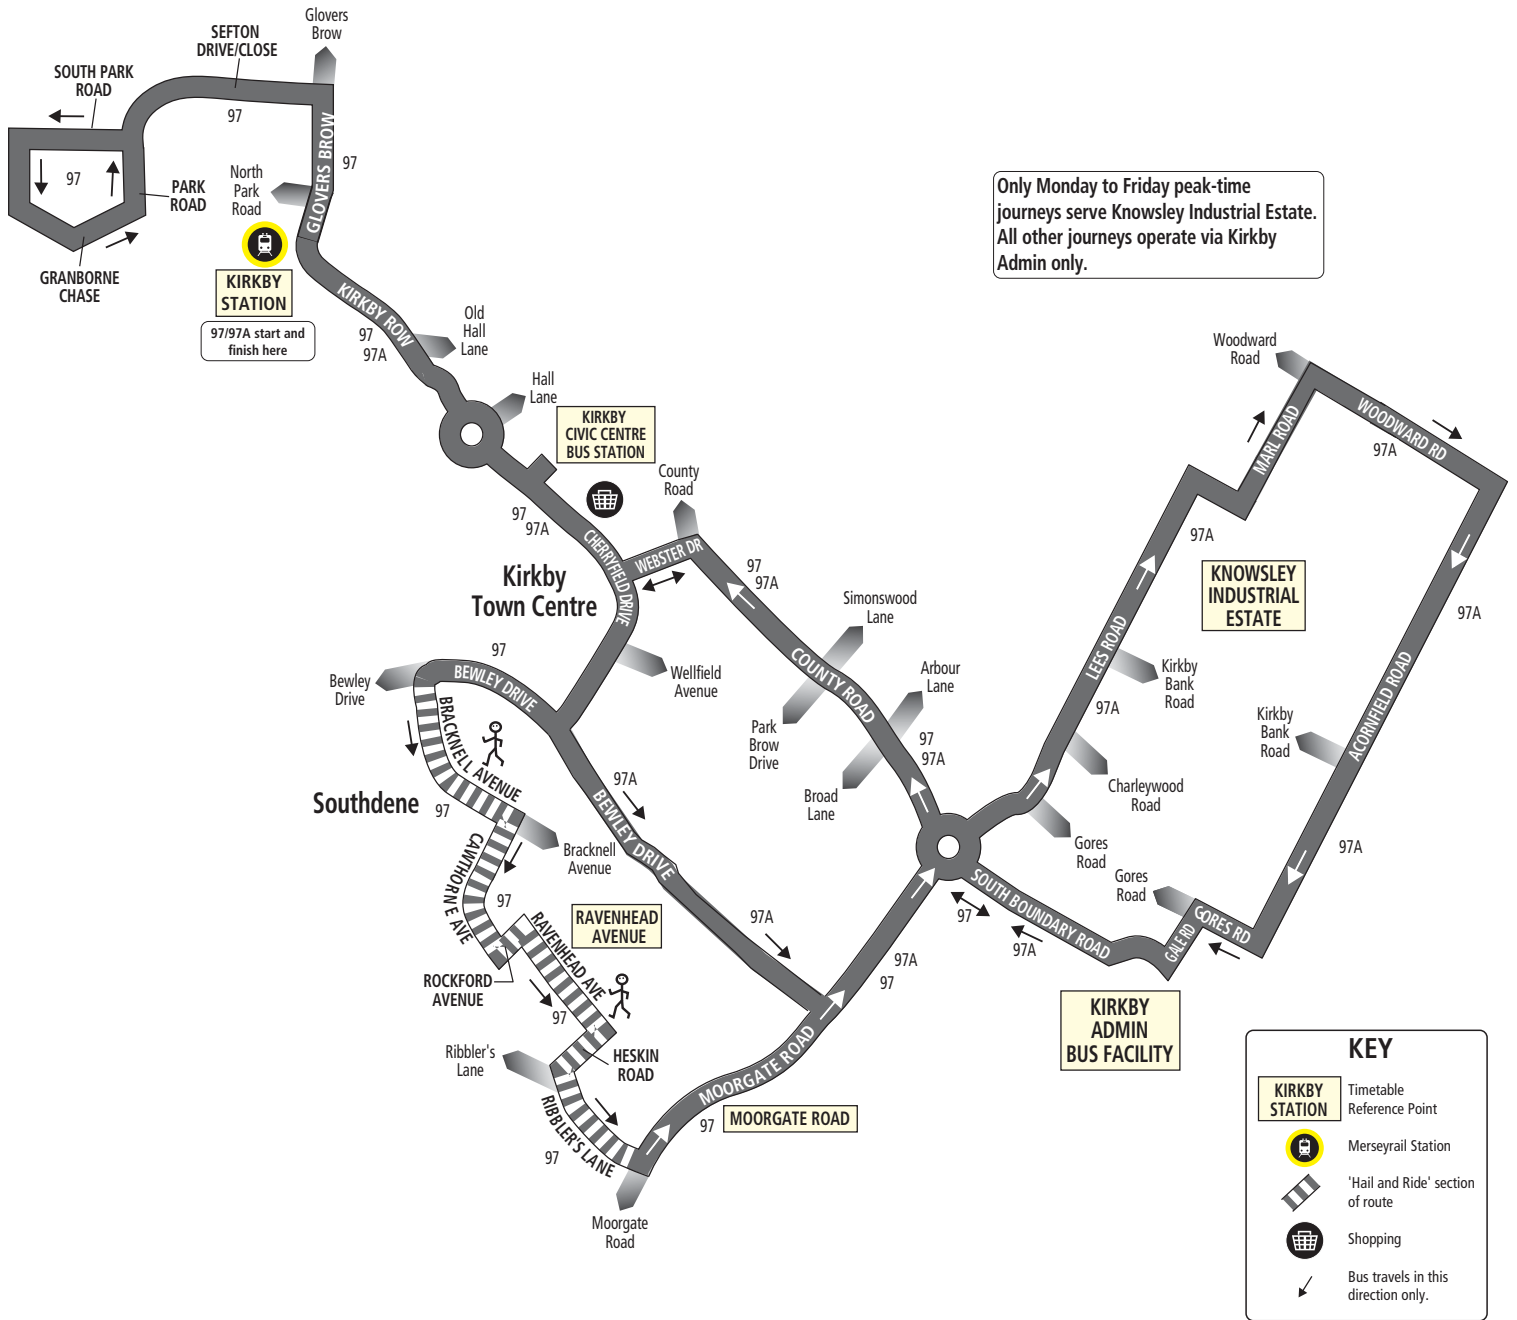 Glovers
Brow
SEFTON
DRIVE/CLOSE
SOUTH PARK
ROAD
97
97
97
GLOVERS BROW
North
Park
Road
PARK
ROAD
GRANBORNE
CHASE
KIRKBY
STATION
97/97A start and
finish here
KIRKBY ROW
97
97A
Old
Hall
Lane
Hall
Lane
Only Monday to Friday peak-time
journeys serve Knowsley Industrial Estate.
All other journeys operate via Kirkby
Admin only.
KIRKBY
CIVIC CENTRE
BUS STATION
County
Road
97
97A
CHERRYFIELD DRIVE
WEBSTER DR
97
97A
Kirkby
Town Centre
Simonswood
Lane
Wellfield
Avenue
COUNTY ROAD
Arbour
Lane
Park
Brow
Drive
Broad
Lane
97
97A
97
Bewley
Drive
BEWLEY DRIVE
BRACKNELL AVENUE
Southdene
97
97A
BEWLEY DRIVE
Bracknell
Avenue
CAWTHORNE AVE
97
RAVENHEAD
AVENUE
RAVENHEAD AVE
ROCKFORD
AVENUE
97
97A
Ribbler's
Lane
HESKIN
ROAD
RIBBLER'S LANE
97
Moorgate
Road
97
MOORGATE ROAD
MOORGATE ROAD
97A
97
97
97A
SOUTH BOUNDARY ROAD
Woodward
Road
MARL ROAD
WOODWARD RD
97A
97A
KNOWSLEY
INDUSTRIAL
ESTATE
97A
LEES ROAD
Kirkby
Bank
Road
97A
Kirkby
Bank
Road
ACORNFIELD ROAD
Charleywood
Road
Gores
Road
97A
Gores
Road
GORES RD
GALE RD
KIRKBY
ADMIN
BUS FACILITY
KEY
KIRKBY
STATION
Timetable
Reference Point
Merseyrail Station
'Hail and Ride' section
of route
Shopping
Bus travels in this
direction only.